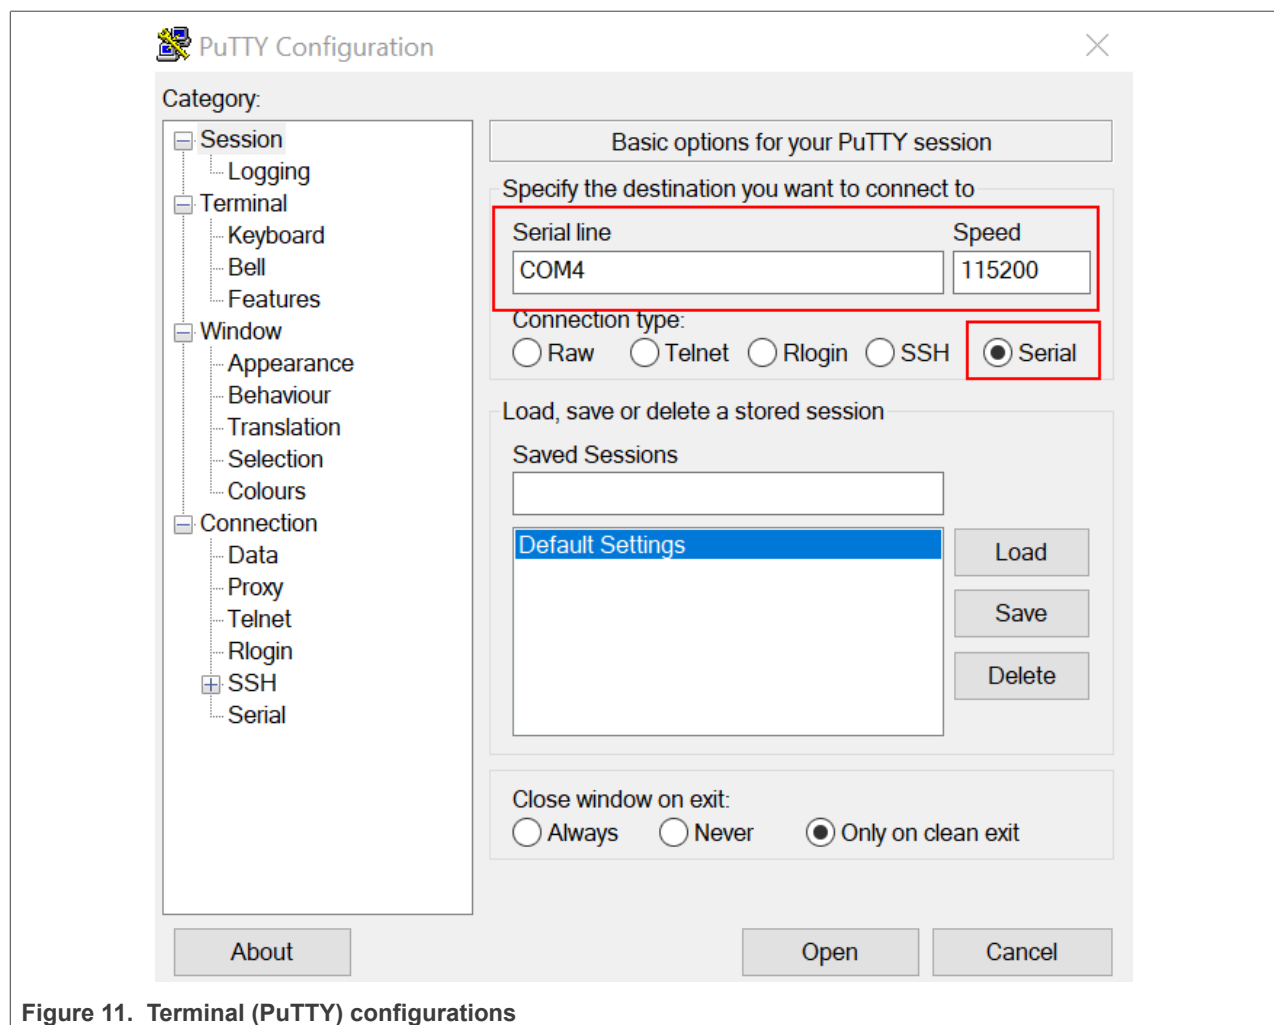 PuTTY Configuration
Category:
Session
Logging
Terminal
Keyboard
Bell
Features
Window
Appearance
Behaviour
Translation
Selection
Colours
Connection
Data
Proxy
Telnet
Rlogin
SSH
Serial
Basic options for your PuTTY session
Specify the destination you want to connect to
Serial line Speed
COM4 115200
Connection type:
Raw Telnet Rlogin SSH Serial
Load, save or delete a stored session
Saved Sessions
Default Settings
Load
Save
Delete
Close window on exit:
Always Never Only on clean exit
About Open Cancel
Figure 11. Terminal (PuTTY) configurations